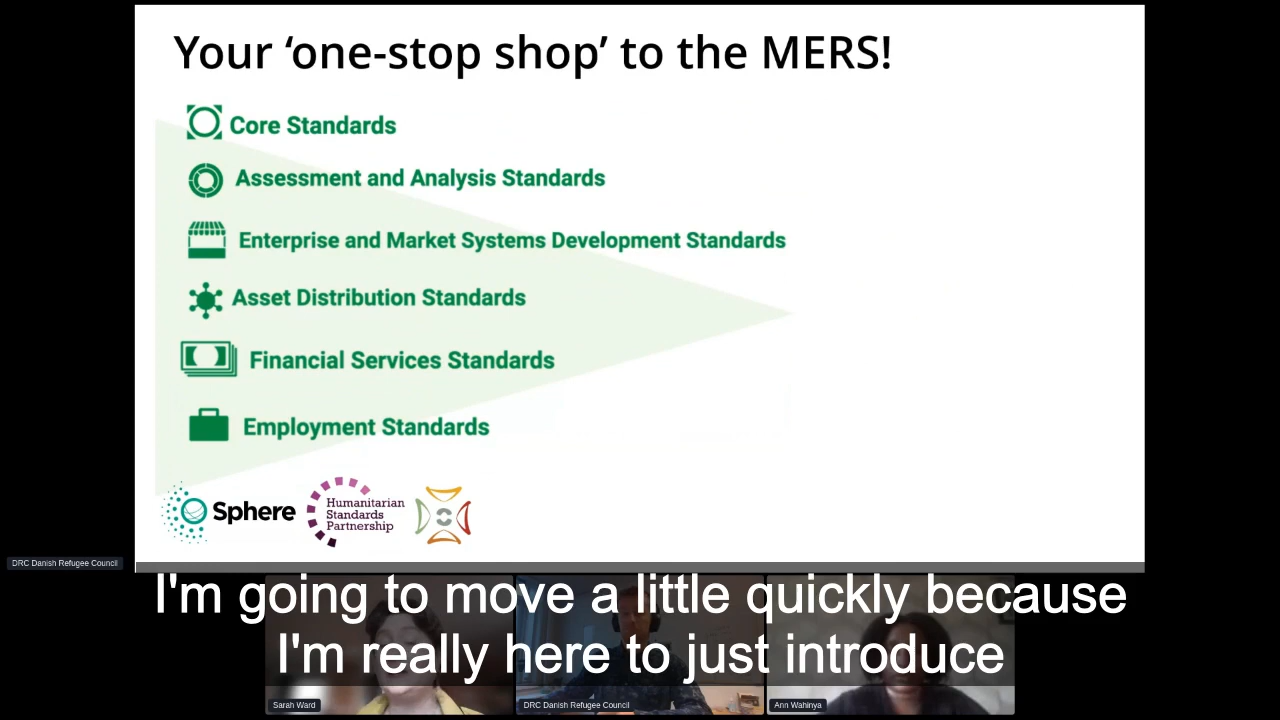 Your ‘one-stop shop’ to the MERS!
Core Standards
Assessment and Analysis Standards
Enterprise and Market Systems Development Standards
Asset Distribution Standards
Financial Services Standards
Employment Standards
Sphere
Humanitarian
Standards
Partnership
DRC Danish Refugee Council
I'm going to move a little quickly because
I'm really here to just introduce
Sarah Ward
DRC Danish Refugee Council
Ann Wahinya